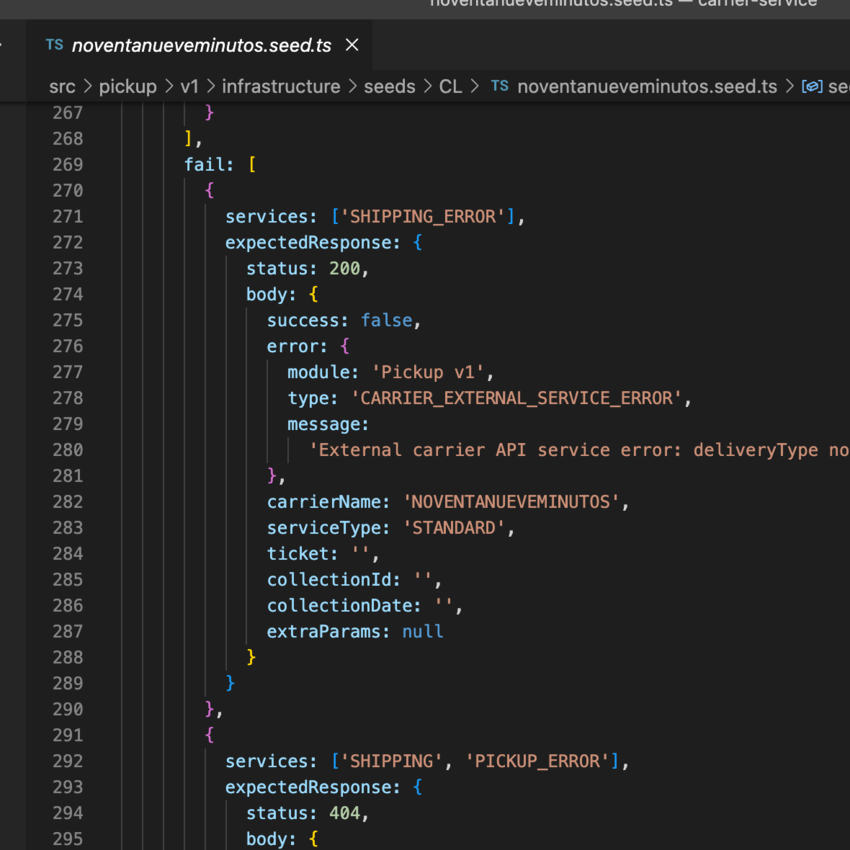 noventanueveminutos.seed.ts — carrier-service
TS noventanueveminutos.seed.ts ×
src > pickup > v1 > infrastructure > seeds > CL > TS noventanueveminutos.seed.ts >
267 }
268 ],
269 fail: [
270 {
271 services: ['SHIPPING_ERROR'],
272 expectedResponse: {
273 status: 200,
274 body: {
275 success: false,
276 error: {
277 module: 'Pickup v1',
278 type: 'CARRIER_EXTERNAL_SERVICE_ERROR',
279 message:
280 'External carrier API service error: deliveryType no
281 },
282 carrierName: 'NOVENTANUEVEMINUTOS',
283 serviceType: 'STANDARD',
284 ticket: '',
285 collectionId: '',
286 collectionDate: '',
287 extraParams: null
288 }
289 }
290 },
291 {
292 services: ['SHIPPING', 'PICKUP_ERROR'],
293 expectedResponse: {
294 status: 404,
295 body: {